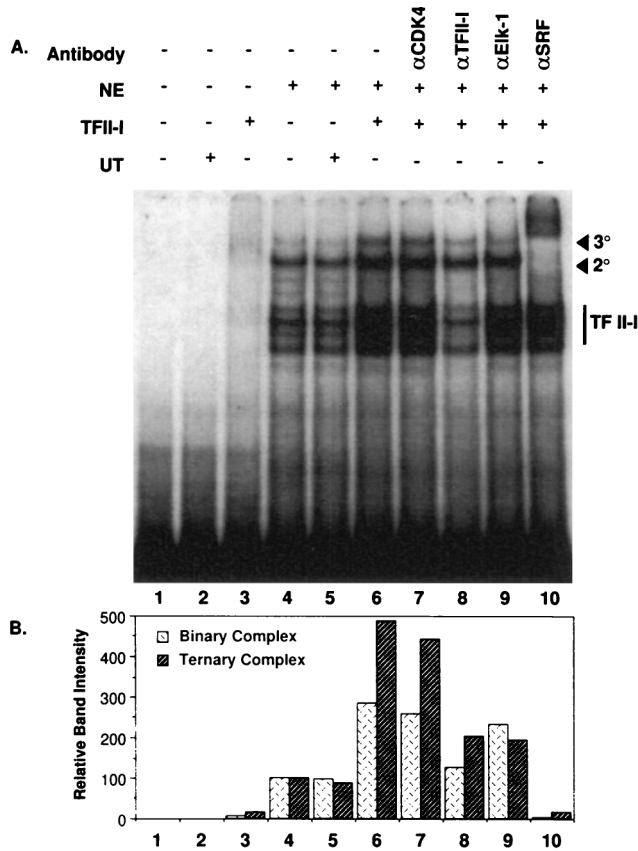 A.
αCDK4 αTFII-I αElk-1 αSRF
Antibody - - - - - -
NE - - - + + + + + + +
TFII-I - - + - - + + + + +
UT - + - - + - - - - -
3°
2°
TF II-I
1 2 3 4 5 6 7 8 9 10
B.
500
400
300
200
100
0
Relative Band Intensity
Binary Complex
Ternary Complex
1 2 3 4 5 6 7 8 9 10